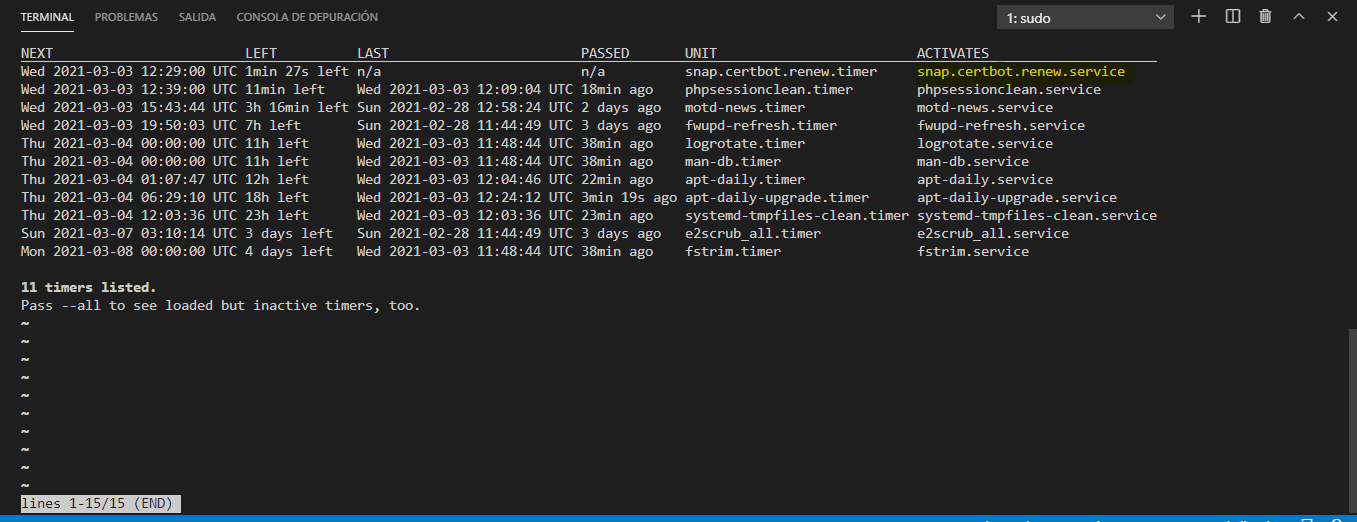 TERMINAL PROBLEMAS SALIDA CONSOLA DE DEPURACIÓN 1: sudo
NEXT LEFT LAST PASSED UNIT ACTIVATES
Wed 2021-03-03 12:29:00 UTC 1min 27s left n/a n/a snap.certbot.renew.timer snap.certbot.renew.service
Wed 2021-03-03 12:39:00 UTC 11min left Wed 2021-03-03 12:09:04 UTC 18min ago phpsessionclean.timer phpsessionclean.service
Wed 2021-03-03 15:43:44 UTC 3h 16min left Sun 2021-02-28 12:58:24 UTC 2 days ago motd-news.timer motd-news.service
Wed 2021-03-03 19:50:03 UTC 7h left Sun 2021-02-28 11:44:49 UTC 3 days ago fwupd-refresh.timer fwupd-refresh.service
Thu 2021-03-04 00:00:00 UTC 11h left Wed 2021-03-03 11:48:44 UTC 38min ago logrotate.timer logrotate.service
Thu 2021-03-04 00:00:00 UTC 11h left Wed 2021-03-03 11:48:44 UTC 38min ago man-db.timer man-db.service
Thu 2021-03-04 01:07:47 UTC 12h left Wed 2021-03-03 12:04:46 UTC 22min ago apt-daily.timer apt-daily.service
Thu 2021-03-04 06:29:10 UTC 18h left Wed 2021-03-03 12:24:12 UTC 3min 19s ago apt-daily-upgrade.timer apt-daily-upgrade.service
Thu 2021-03-04 12:03:36 UTC 23h left Wed 2021-03-03 12:03:36 UTC 23min ago systemd-tmpfiles-clean.timer systemd-tmpfiles-clean.service
Sun 2021-03-07 03:10:14 UTC 3 days left Sun 2021-02-28 11:44:49 UTC 3 days ago e2scrub_all.timer e2scrub_all.service
Mon 2021-03-08 00:00:00 UTC 4 days left Wed 2021-03-03 11:48:44 UTC 38min ago fstrim.timer fstrim.service
11 timers listed.
Pass --all to see loaded but inactive timers, too.
~
~
~
~
~
~
~
~
~
~
lines 1-15/15 (END)